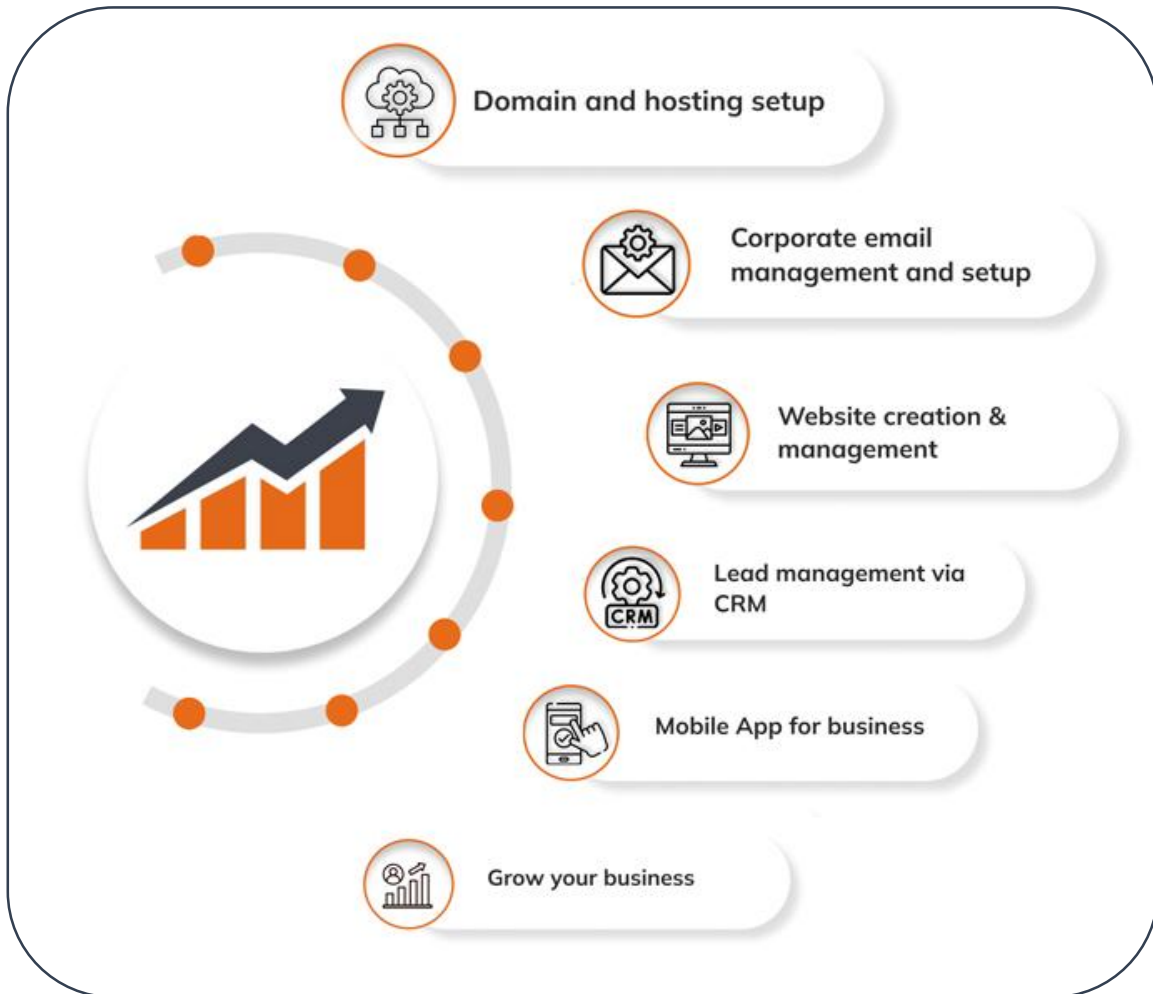 Domain and hosting setup
Corporate email
management and setup
Website creation &
management
Lead management via
CRM
CRM
Mobile App for business
Grow your business